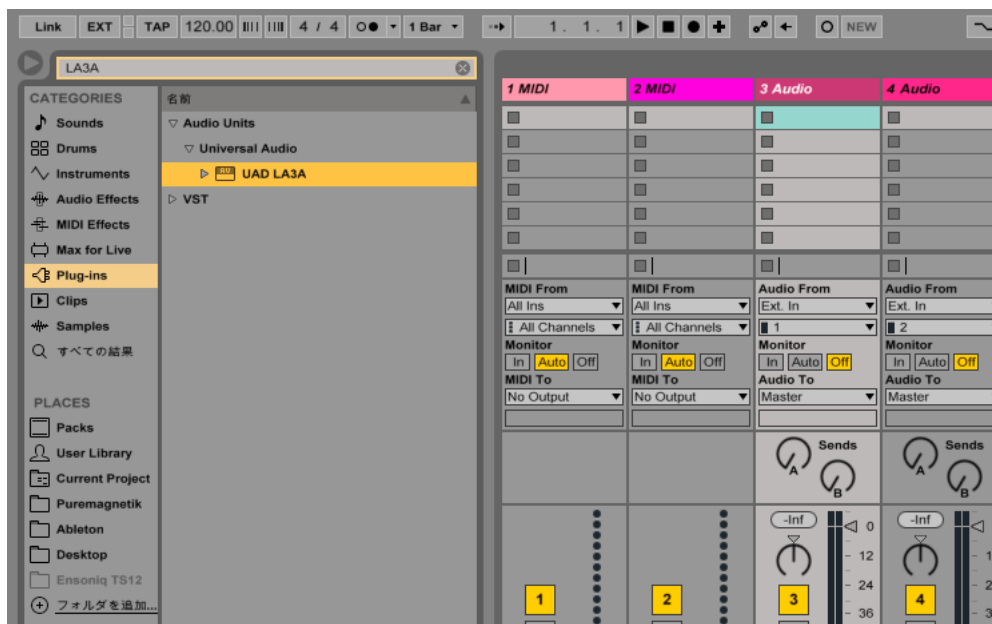 Link EXT TAP 120.00 4 / 4 1 Bar 1. 1. 1 NEW
LA3A
CATEGORIES
Sounds
Drums
Instruments
Audio Effects
MIDI Effects
Max for Live
Plug-ins
Clips
Samples
すべての結果
PLACES
Packs
User Library
Current Project
Puremagnetik
Ableton
Desktop
Ensoniq TS12
フォルダを追加...
名前
Audio Units
Universal Audio
UAD LA3A
VST
1 MIDI 2 MIDI 3 Audio 4 Audio
MIDI From MIDI From Audio From Audio From
All Ins All Ins Ext. In Ext. In
All Channels All Channels 1 2
Monitor Monitor Monitor Monitor
In Auto Off In Auto Off In Auto Off In Auto Off
MIDI To MIDI To Audio To Audio To
No Output No Output Master Master
Sends Sends
A A
B B
-Inf -Inf
0
12
24
36
1 2 3 4